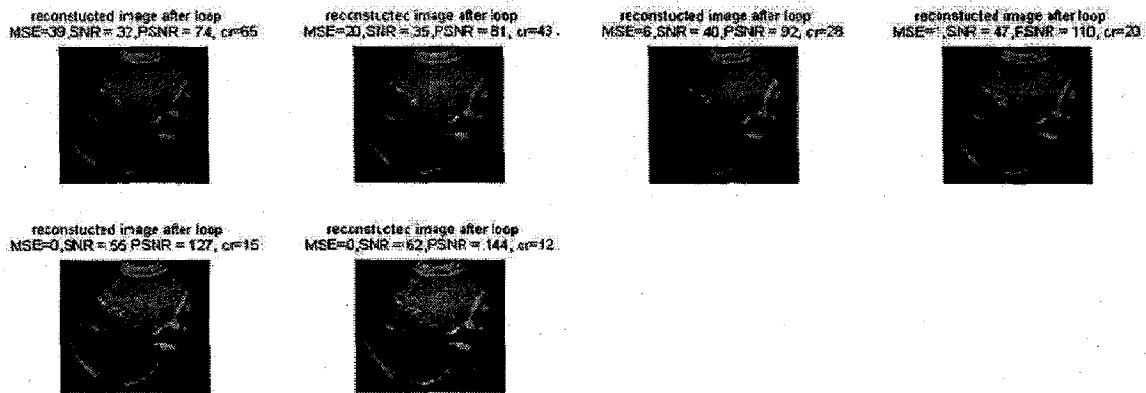 reconstucted image after loop
MSE=39,SNR = 32,PSNR = 74, cr=65
reconstucted image after loop
MSE=20,SNR = 35,PSNR = 81, cr=43
reconstucted image after loop
MSE=6,SNR = 40,PSNR = 92, cr=28
reconstucted image after loop
MSE=1,SNR = 47,PSNR = 110, cr=20
reconstucted image after loop
MSE=0,SNR = 56 PSNR = 127, cr=15
reconstucted image after loop
MSE=0,SNR = 62,PSNR = 144, cr=12